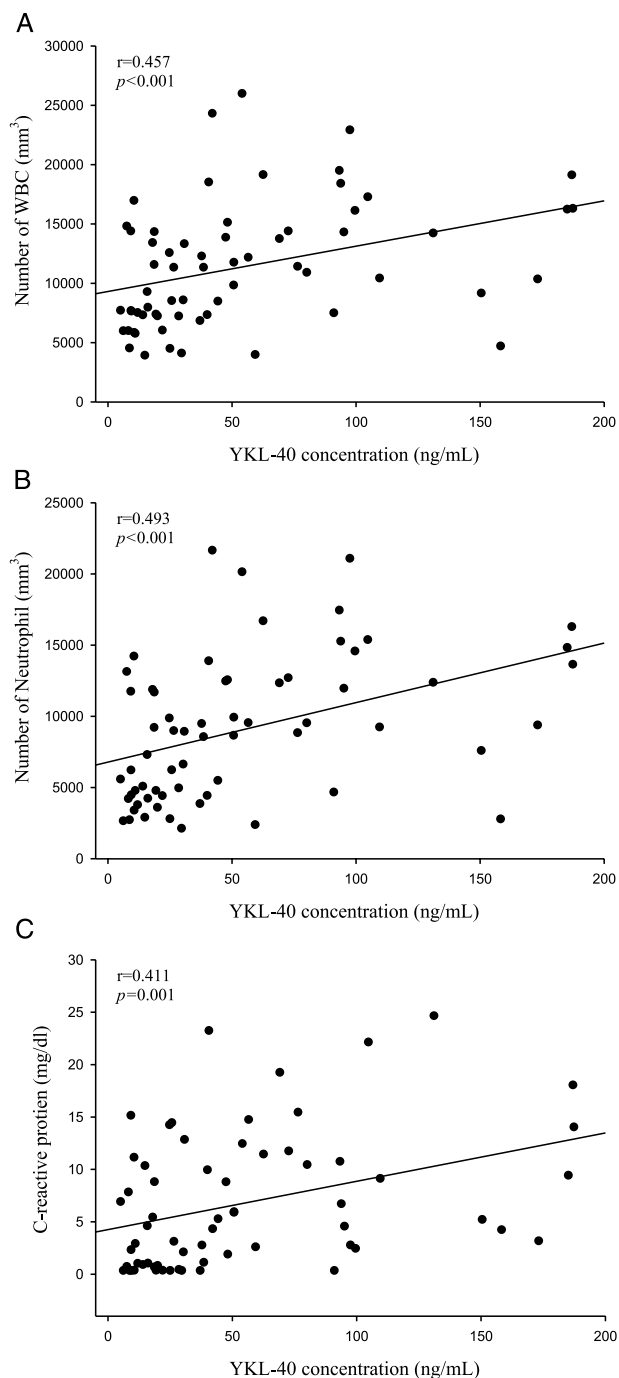 A
30000
r=0.457
p<0.001
25000
20000
15000
10000
5000
0
Number of WBC (mm³)
0 50 100 150 200
YKL-40 concentration (ng/mL)
B
25000
r=0.493
p<0.001
20000
15000
10000
5000
0
Number of Neutrophil (mm³)
0 50 100 150 200
YKL-40 concentration (ng/mL)
C
30
r=0.411
p=0.001
25
20
15
10
5
0
C-reactive protien (mg/dl)
0 50 100 150 200
YKL-40 concentration (ng/mL)